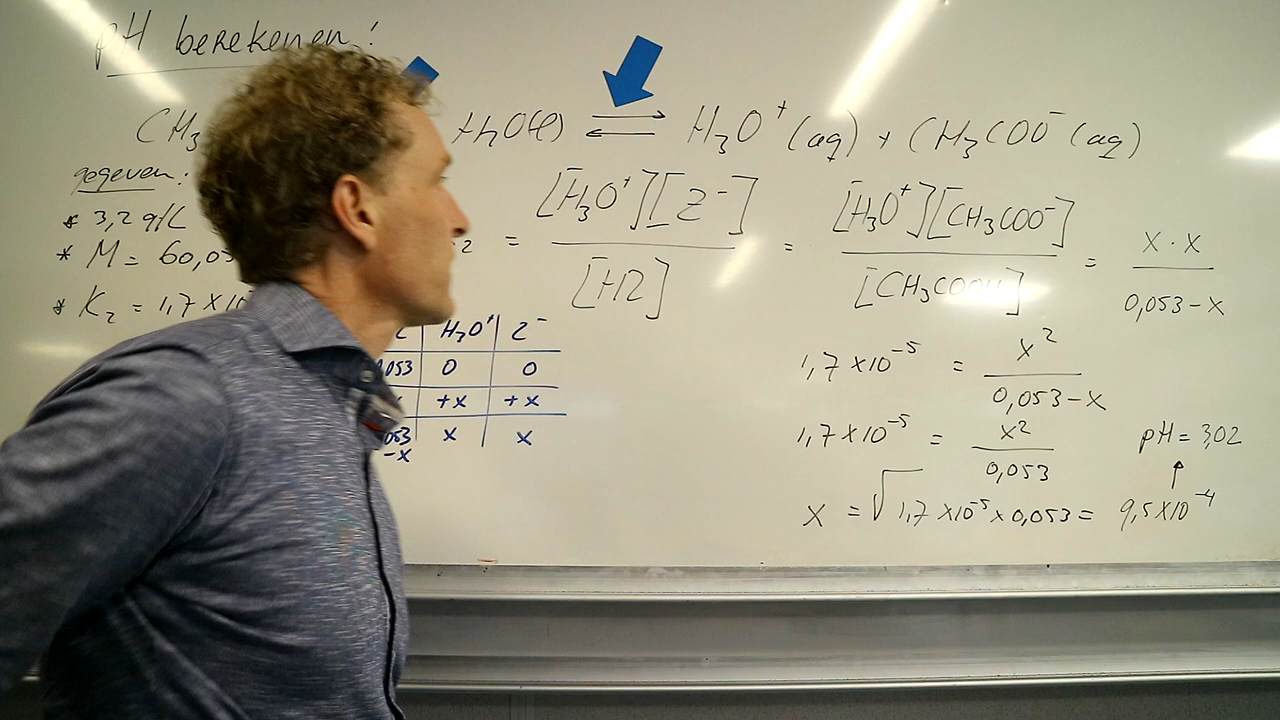 pH berekenen!
CH₃ H₂O(l) ⇌ H₃O⁺(aq) + CH₃COO⁻(aq)
gegeven:
* 3,2 g/L
* M = 60,05
* K₂ = 1,7 x 10
₂ = [H₃O⁺][Z⁻] / [HZ] = [H₃O⁺][CH₃COO⁻] / [CH₃COOH] = x · x / 0,053 - x
H₃O⁺ | Z⁻
053 | 0 | 0
+x | +x
053 - x | x | x
1,7 x 10⁻⁵ = x² / 0,053 - x
1,7 x 10⁻⁵ = x² / 0,053
pH = 3,02
↑
x = √1,7 x 10⁻⁵ x 0,053 = 9,5 x 10⁻⁴